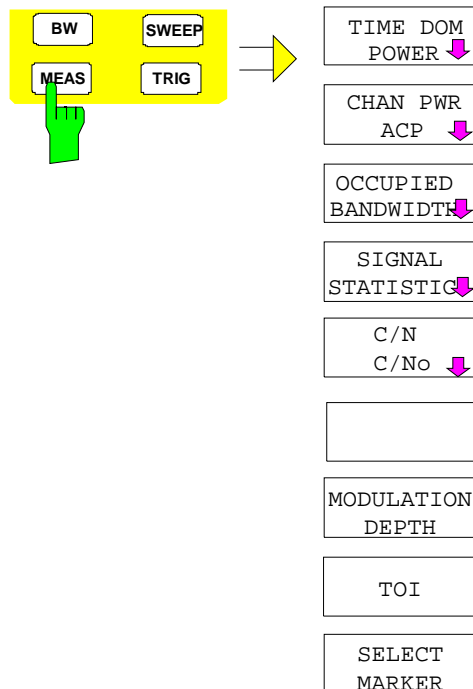 BW
SWEEP
MEAS
TRIG
TIME DOM
POWER
CHAN PWR
ACP
OCCUPIED
BANDWIDTH
SIGNAL
STATISTIC
C/N
C/No
MODULATION
DEPTH
TOI
SELECT
MARKER